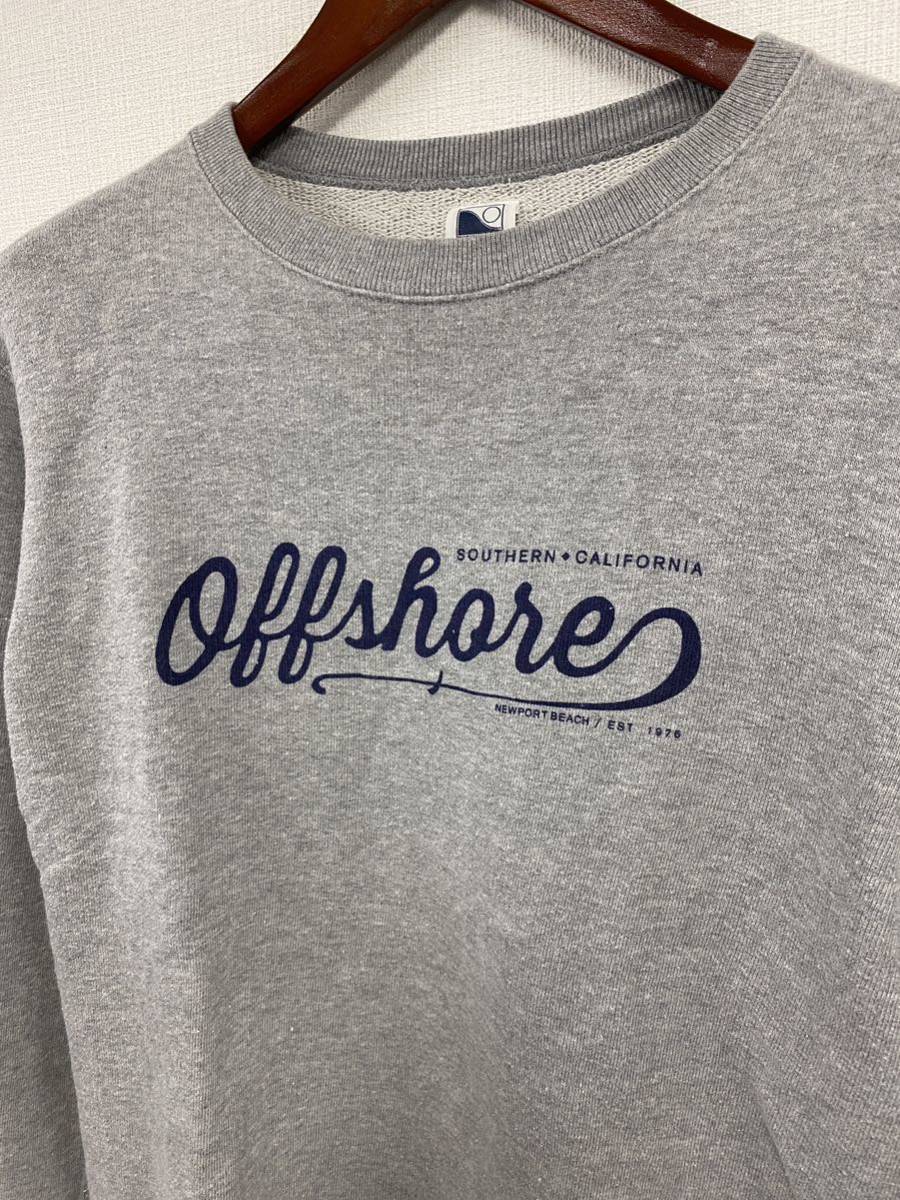 SOUTHERN ◆ CALIFORNIA
Offshore
NEWPORT BEACH / EST 1976